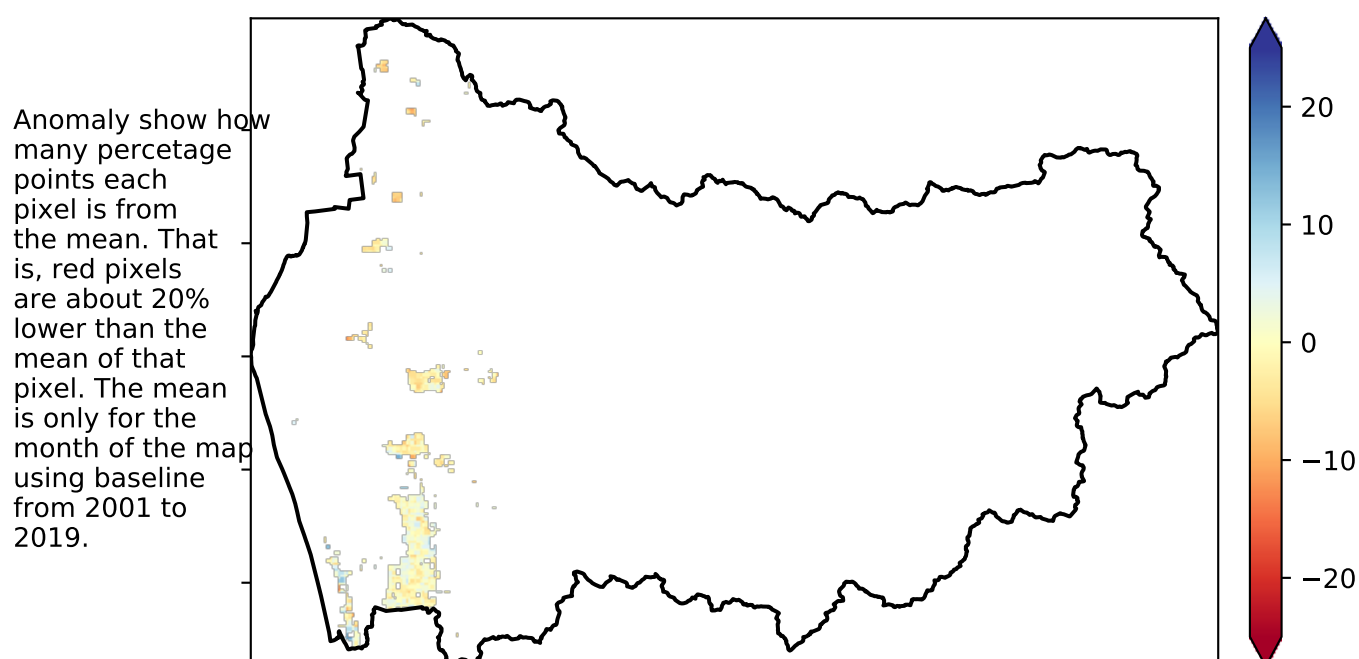 Anomaly show how
many percetage
points each
pixel is from
the mean. That
is, red pixels
are about 20%
lower than the
mean of that
pixel. The mean
is only for the
month of the map
using baseline
from 2001 to
2019.
20
10
0
−10
−20